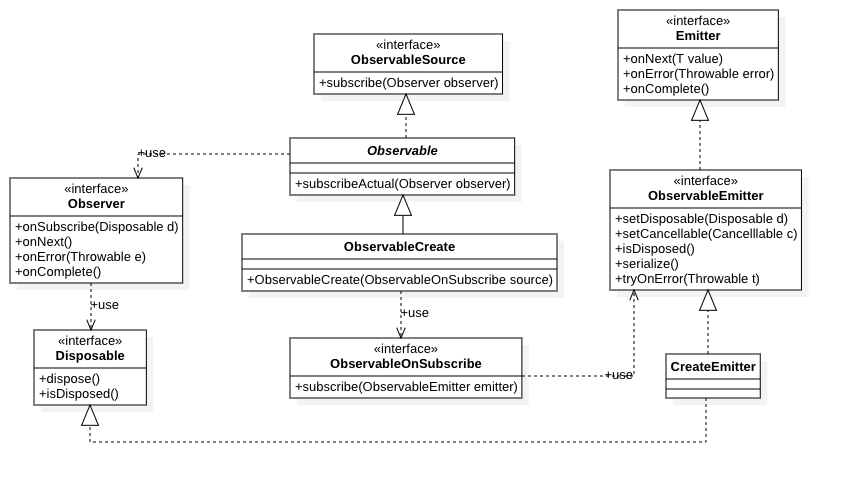 «interface»
ObservableSource
+subscribe(Observer observer)
«interface»
Emitter
+onNext(T value)
+onError(Throwable error)
+onComplete()
Observable
+subscribeActual(Observer observer)
+use
«interface»
Observer
+onSubscribe(Disposable d)
+onNext()
+onError(Throwable e)
+onComplete()
«interface»
ObservableEmitter
+setDisposable(Disposable d)
+setCancellable(Cancelllable c)
+isDisposed()
+serialize()
+tryOnError(Throwable t)
ObservableCreate
+ObservableCreate(ObservableOnSubscribe source)
+use
+use
«interface»
Disposable
+dispose()
+isDisposed()
«interface»
ObservableOnSubscribe
+subscribe(ObservableEmitter emitter)
+use
CreateEmitter